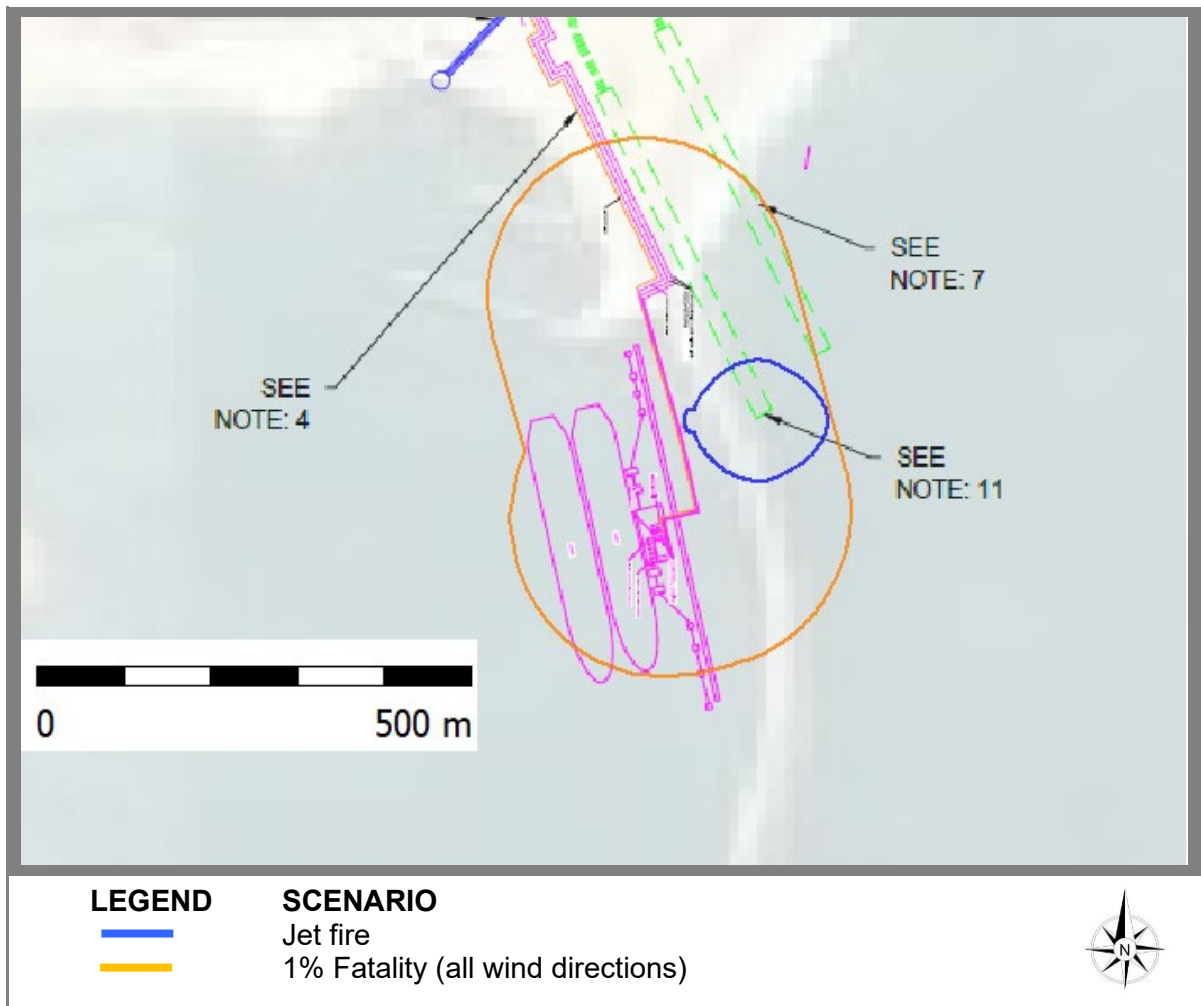 SEE
NOTE: 7
SEE
NOTE: 4
SEE
NOTE: 11
0 500 m
LEGEND SCENARIO
Jet fire
1% Fatality (all wind directions)
N